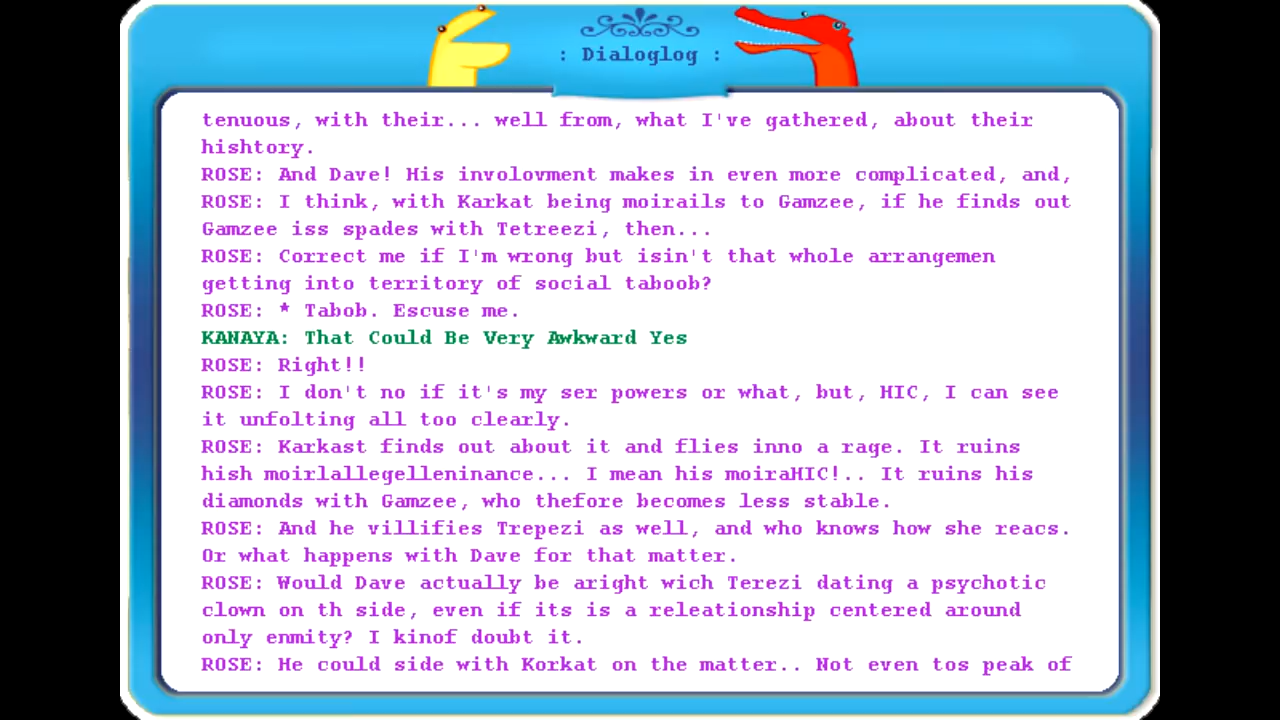 : Dialoglog :
tenuous, with their... well from, what I've gathered, about their
hishtory.
ROSE: And Dave! His involovment makes in even more complicated, and,
ROSE: I think, with Karkat being moirails to Gamzee, if he finds out
Gamzee iss spades with Tetreezi, then...
ROSE: Correct me if I'm wrong but isin't that whole arrangemen
getting into territory of social taboob?
ROSE: * Tabob. Escuse me.
KANAYA: That Could Be Very Awkward Yes
ROSE: Right!!
ROSE: I don't no if it's my ser powers or what, but, HIC, I can see
it unfolting all too clearly.
ROSE: Karkast finds out about it and flies inno a rage. It ruins
hish moirlallegelleninance... I mean his moiraHIC!.. It ruins his
diamonds with Gamzee, who thefore becomes less stable.
ROSE: And he villifies Trepezi as well, and who knows how she reacs.
Or what happens with Dave for that matter.
ROSE: Would Dave actually be aright wich Terezi dating a psychotic
clown on th side, even if its is a releationship centered around
only enmity? I kinof doubt it.
ROSE: He could side with Korkat on the matter.. Not even tos peak of